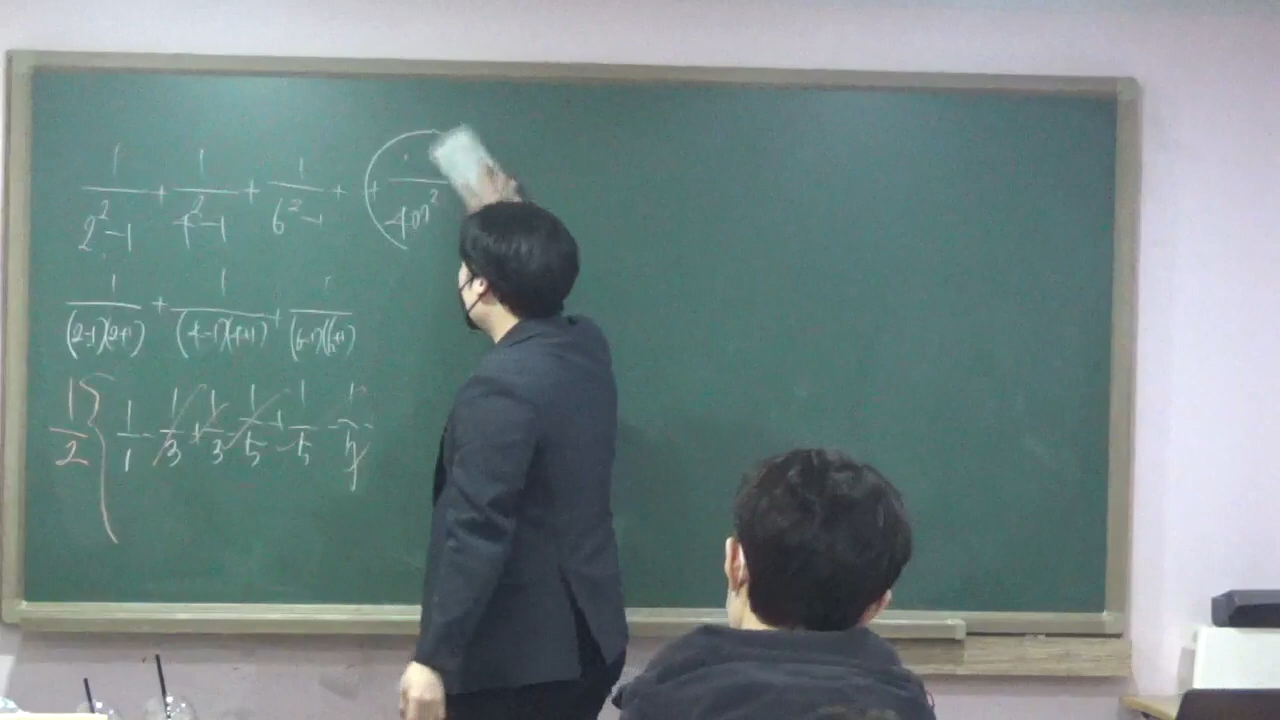 1/(2²-1) + 1/(4²-1) + 1/(6²-1) + + /(40n²
1/((2-1)(2+1)) + 1/((4-1)(4+1)) + 1/((6-1)(6+1))
1/2 { 1/1 - 1/3 + 1/3 - 1/5 + 1/5 -